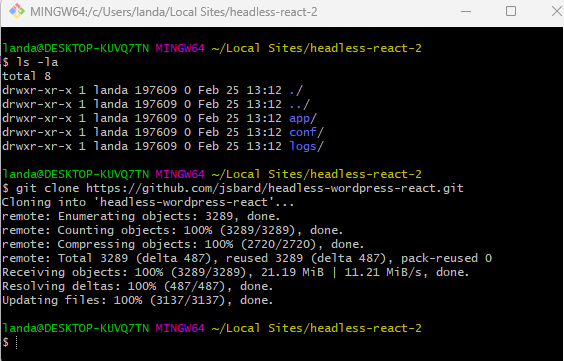 MINGW64:/c/Users/landa/Local Sites/headless-react-2
landa@DESKTOP-KUVQ7TN MINGW64 ~/Local Sites/headless-react-2
$ ls -la
total 8
drwxr-xr-x 1 landa 197609 0 Feb 25 13:12 ./
drwxr-xr-x 1 landa 197609 0 Feb 25 13:12 ../
drwxr-xr-x 1 landa 197609 0 Feb 25 13:12 app/
drwxr-xr-x 1 landa 197609 0 Feb 25 13:12 conf/
drwxr-xr-x 1 landa 197609 0 Feb 25 13:12 logs/
landa@DESKTOP-KUVQ7TN MINGW64 ~/Local Sites/headless-react-2
$ git clone https://github.com/jsbard/headless-wordpress-react.git
Cloning into 'headless-wordpress-react'...
remote: Enumerating objects: 3289, done.
remote: Counting objects: 100% (3289/3289), done.
remote: Compressing objects: 100% (2720/2720), done.
remote: Total 3289 (delta 487), reused 3289 (delta 487), pack-reused 0
Receiving objects: 100% (3289/3289), 21.19 MiB | 11.21 MiB/s, done.
Resolving deltas: 100% (487/487), done.
Updating files: 100% (3137/3137), done.
landa@DESKTOP-KUVQ7TN MINGW64 ~/Local Sites/headless-react-2
$